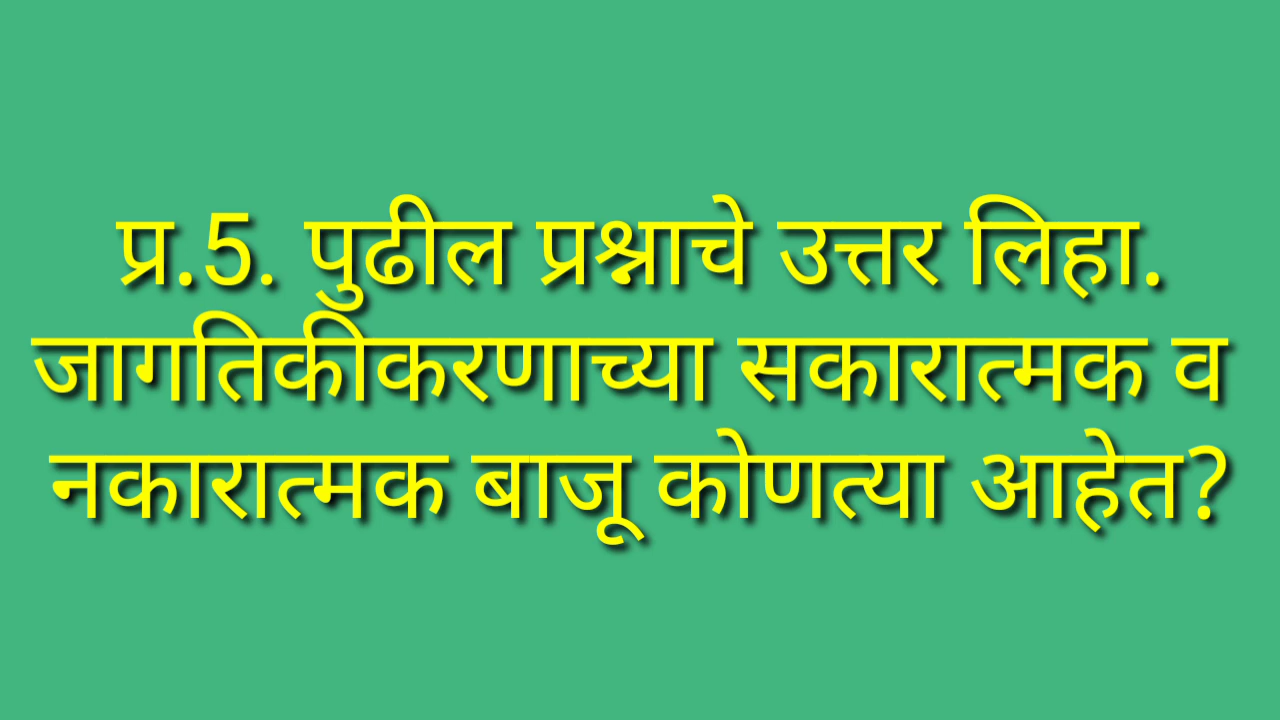 प्र.5. पुढील प्रश्नाचे उत्तर लिहा.
जागतिकीकरणाच्या सकारात्मक व
नकारात्मक बाजू कोणत्या आहेत?